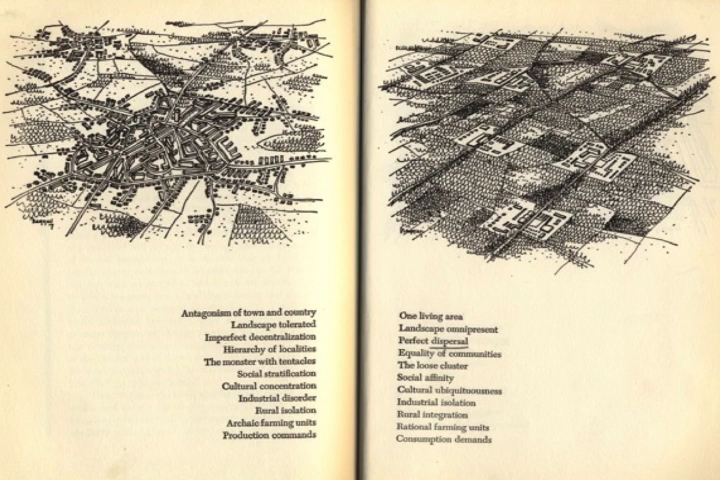 Antagonism of town and country
Landscape tolerated
Imperfect decentralization
Hierarchy of localities
The monster with tentacles
Social stratification
Cultural concentration
Industrial disorder
Rural isolation
Archaic farming units
Production commands
One living area
Landscape omnipresent
Perfect dispersal
Equality of communities
The loose cluster
Social affinity
Cultural ubiquitousness
Industrial isolation
Rural integration
Rational farming units
Consumption demands